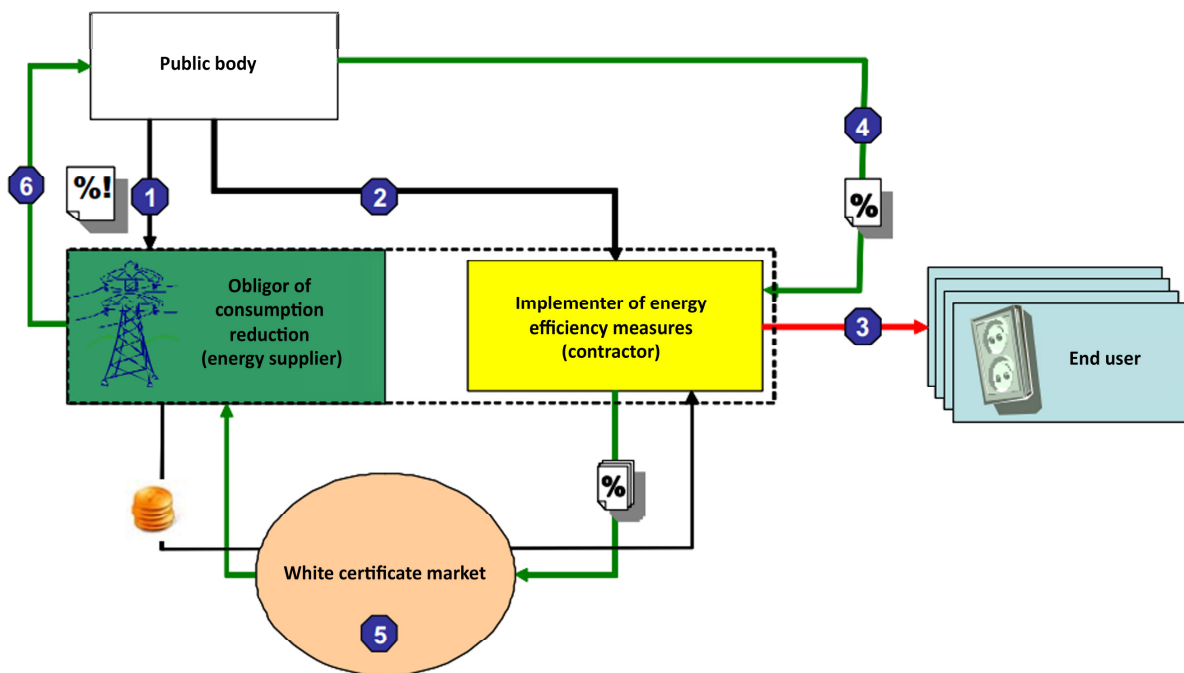 Public body
4
6
%!
1
2
%
Obligor of
consumption
reduction
(energy supplier)
Implementer of energy
efficiency measures
(contractor)
3
End user
%
White certificate market
5